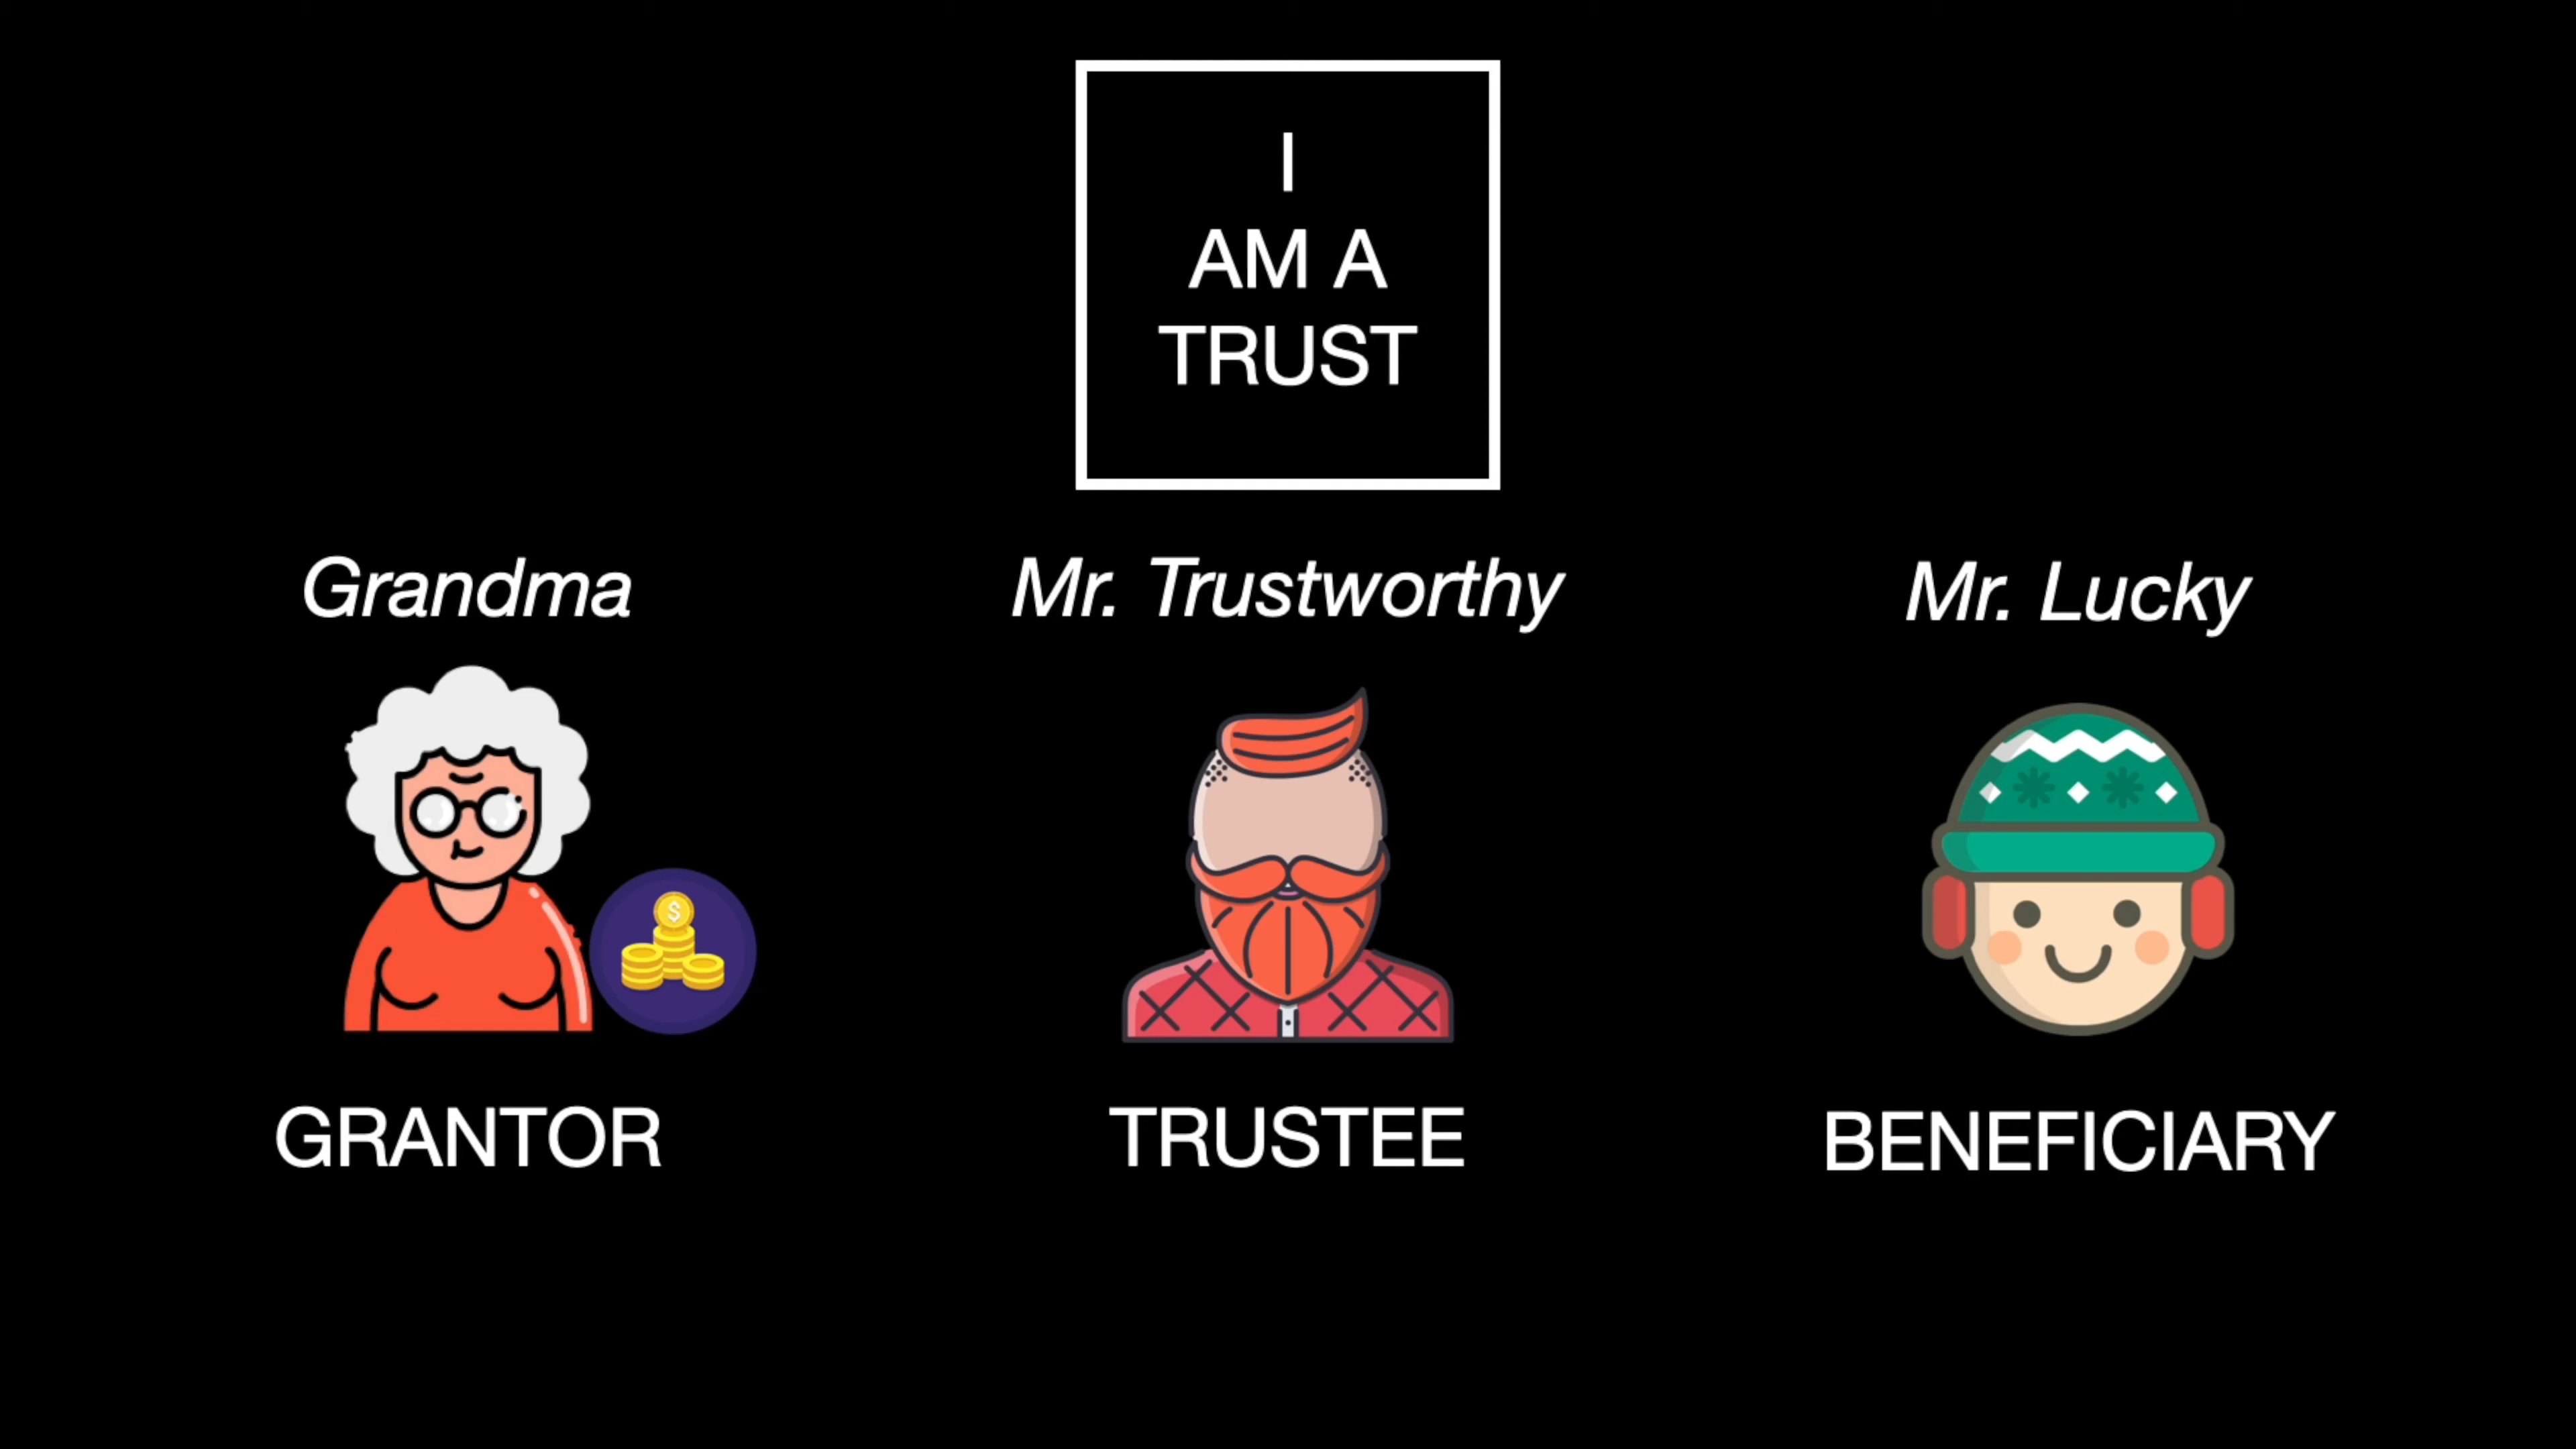 I
AM A
TRUST
Grandma
Mr. Trustworthy
Mr. Lucky
$
GRANTOR
TRUSTEE
BENEFICIARY